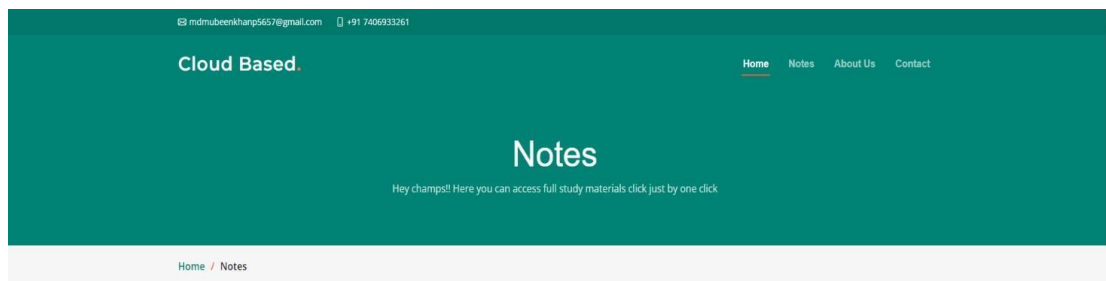 mdmubeenkhanp5657@gmail.com +91 7406933261
Cloud Based. Home Notes About Us Contact
Notes
Hey champs!! Here you can access full study materials click just by one click
Home / Notes